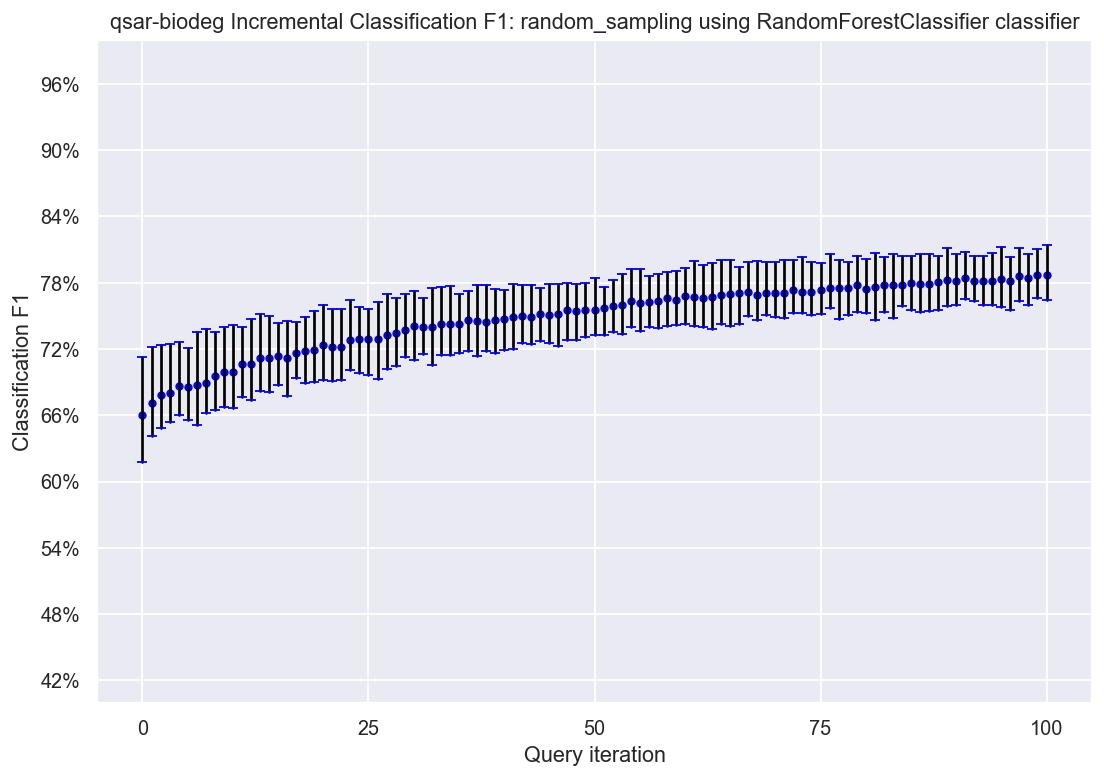 qsar-biodeg Incremental Classification F1: random_sampling using RandomForestClassifier classifier
Classification F1
96%
90%
84%
78%
72%
66%
60%
54%
48%
42%
0 25 50 75 100
Query iteration